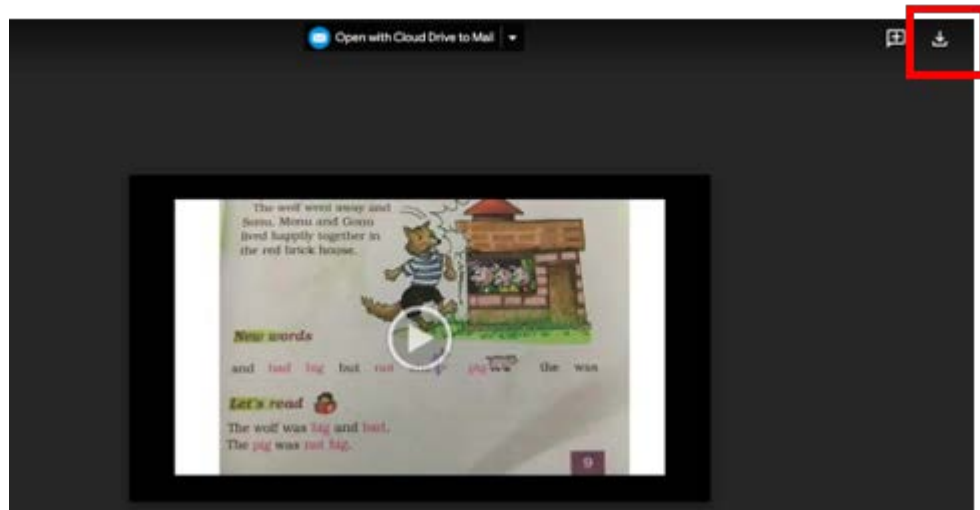 Open with Cloud Drive to Mail
The wolf went away and
Sonu, Monu and Gonu
lived happily together in
the red brick house.
New words
and bad big but not pig the was
Let's read
The wolf was big and bad.
The pig was not big.
9